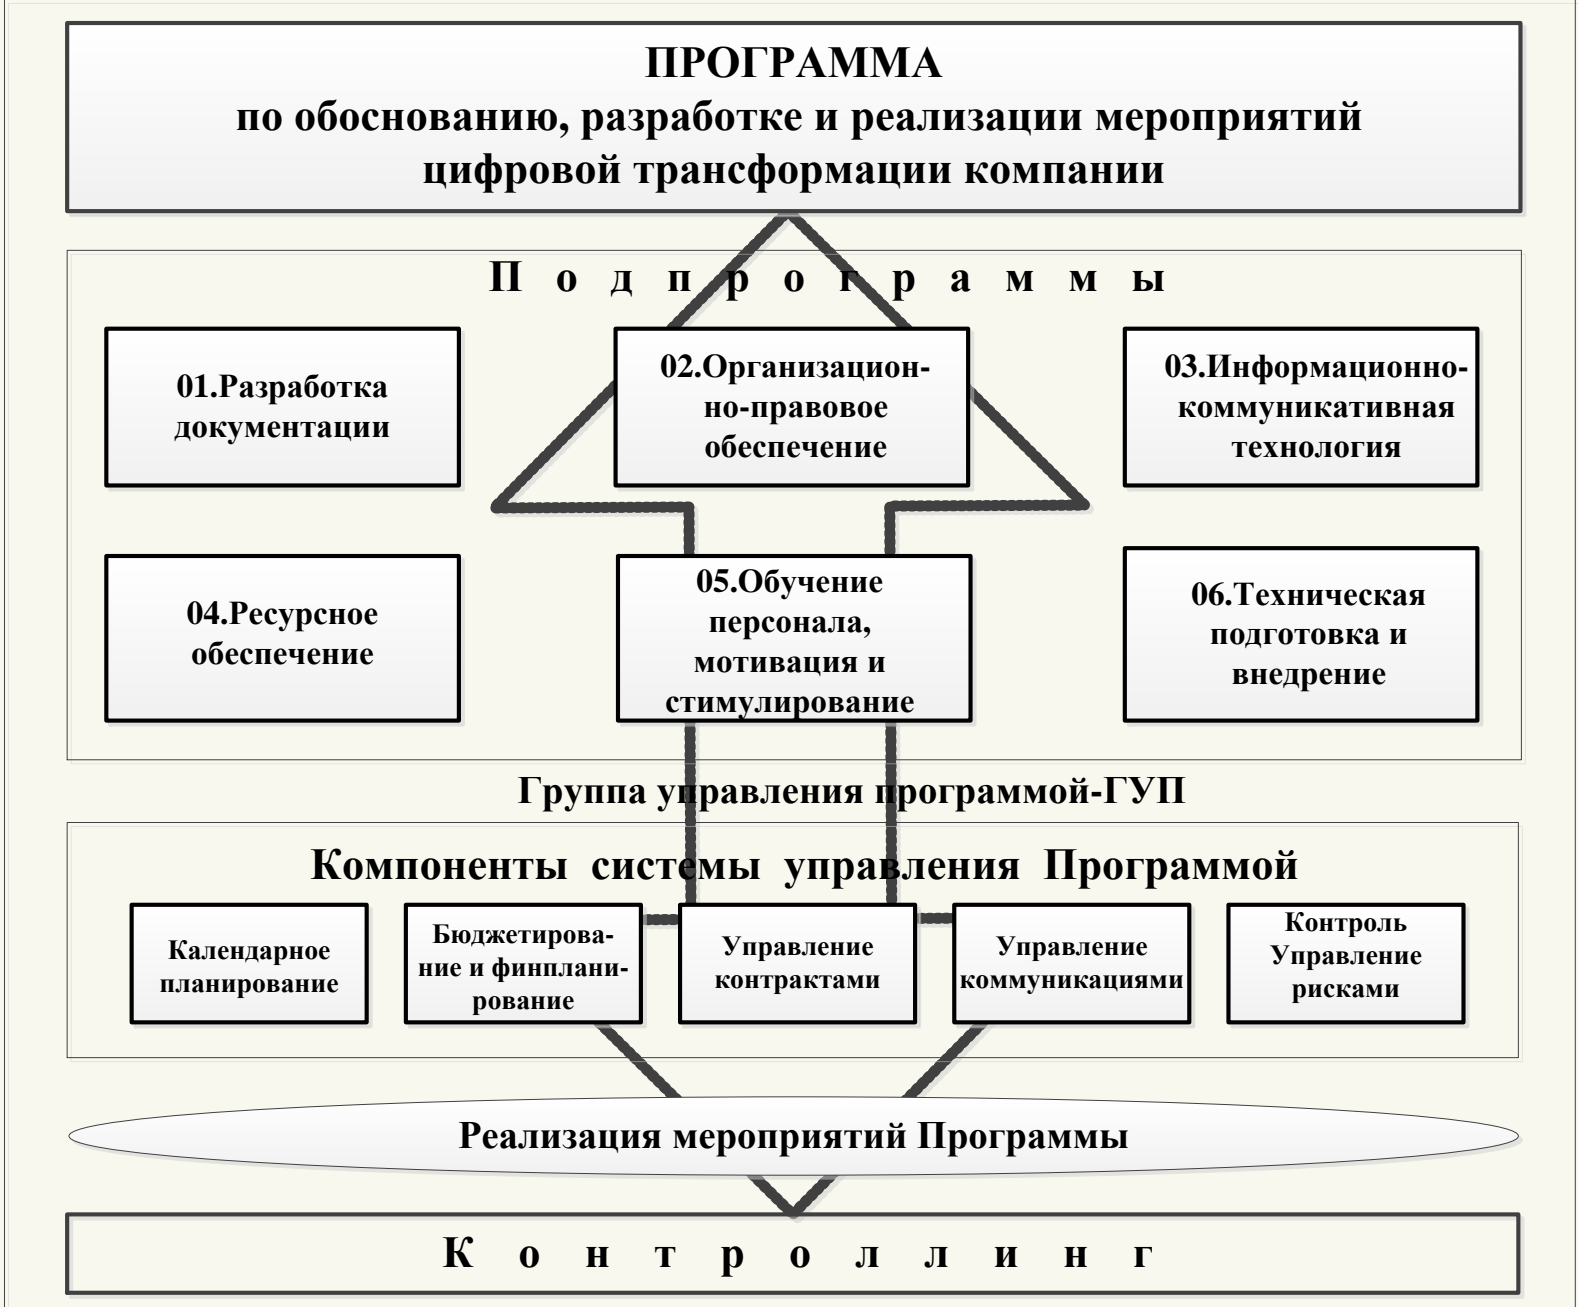 ПРОГРАММА
по обоснованию, разработке и реализации мероприятий
цифровой трансформации компании
П о д п р о г р а м м ы
01.Разработка
документации
02.Организацион-
но-правовое
обеспечение
03.Информационно-
коммуникативная
технология
04.Ресурсное
обеспечение
05.Обучение
персонала,
мотивация и
стимулирование
06.Техническая
подготовка и
внедрение
Группа управления программой-ГУП
Компоненты системы управления Программой
Календарное
планирование
Бюджетирова-
ние и финплани-
рование
Управление
контрактами
Управление
коммуникациями
Контроль
Управление
рисками
Реализация мероприятий Программы
К о н т р о л л и н г